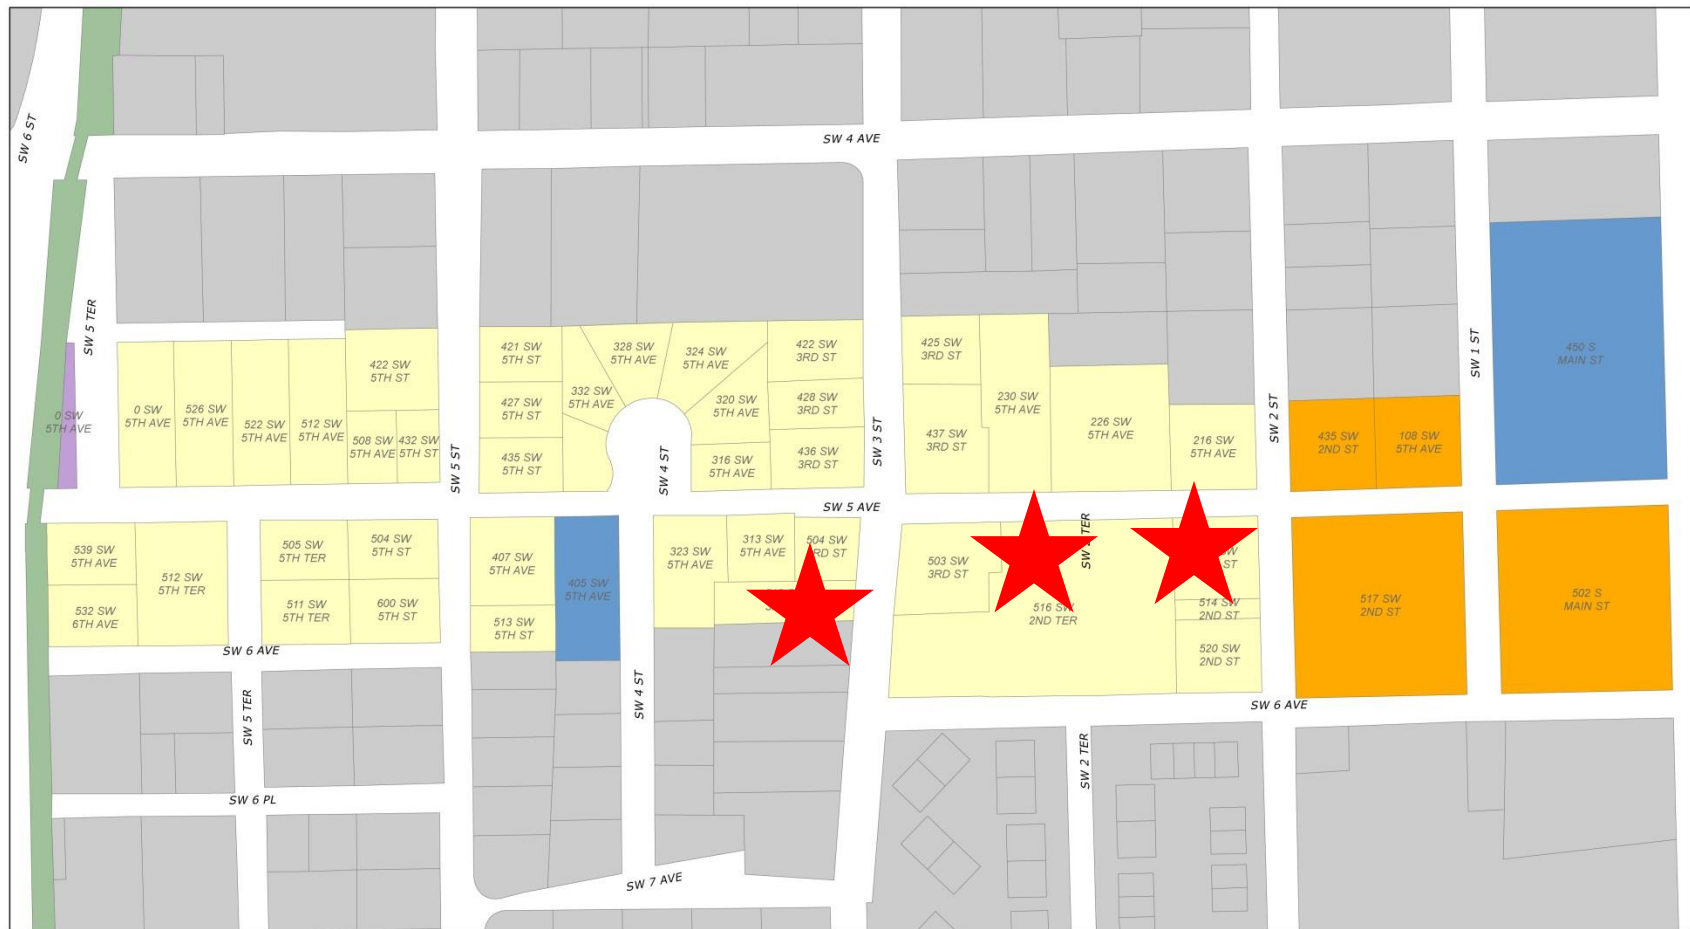 SW 6 ST
SW 4 AVE
SW 5 TER
SW 1 ST
SW 2 ST
SW 3 ST
SW 5 ST
SW 4 ST
421 SW
5TH ST
328 SW
5TH AVE
324 SW
5TH AVE
422 SW
3RD ST
425 SW
3RD ST
450 S
MAIN ST
422 SW
5TH ST
332 SW
5TH AVE
320 SW
5TH AVE
427 SW
5TH ST
428 SW
3RD ST
230 SW
5TH AVE
0 SW
5TH AVE
0 SW
5TH AVE
526 SW
5TH AVE
522 SW
5TH AVE
512 SW
5TH AVE
508 SW
5TH AVE
432 SW
5TH ST
435 SW
5TH ST
316 SW
5TH AVE
436 SW
3RD ST
437 SW
3RD ST
226 SW
5TH AVE
216 SW
5TH AVE
435 SW
2ND ST
108 SW
5TH AVE
SW 5 AVE
539 SW
5TH AVE
512 SW
5TH TER
505 SW
5TH TER
504 SW
5TH ST
407 SW
5TH AVE
405 SW
5TH AVE
323 SW
5TH AVE
313 SW
5TH AVE
504 SW
RD ST
503 SW
3RD ST
SW
TER
SW
ST
532 SW
6TH AVE
511 SW
5TH TER
600 SW
5TH ST
513 SW
5TH ST
516 SW
2ND TER
514 SW
2ND ST
520 SW
2ND ST
517 SW
2ND ST
502 S
MAIN ST
SW 6 AVE
SW 6 AVE
SW 5 TER
SW 4 ST
SW 2 TER
SW 6 PL
SW 7 AVE